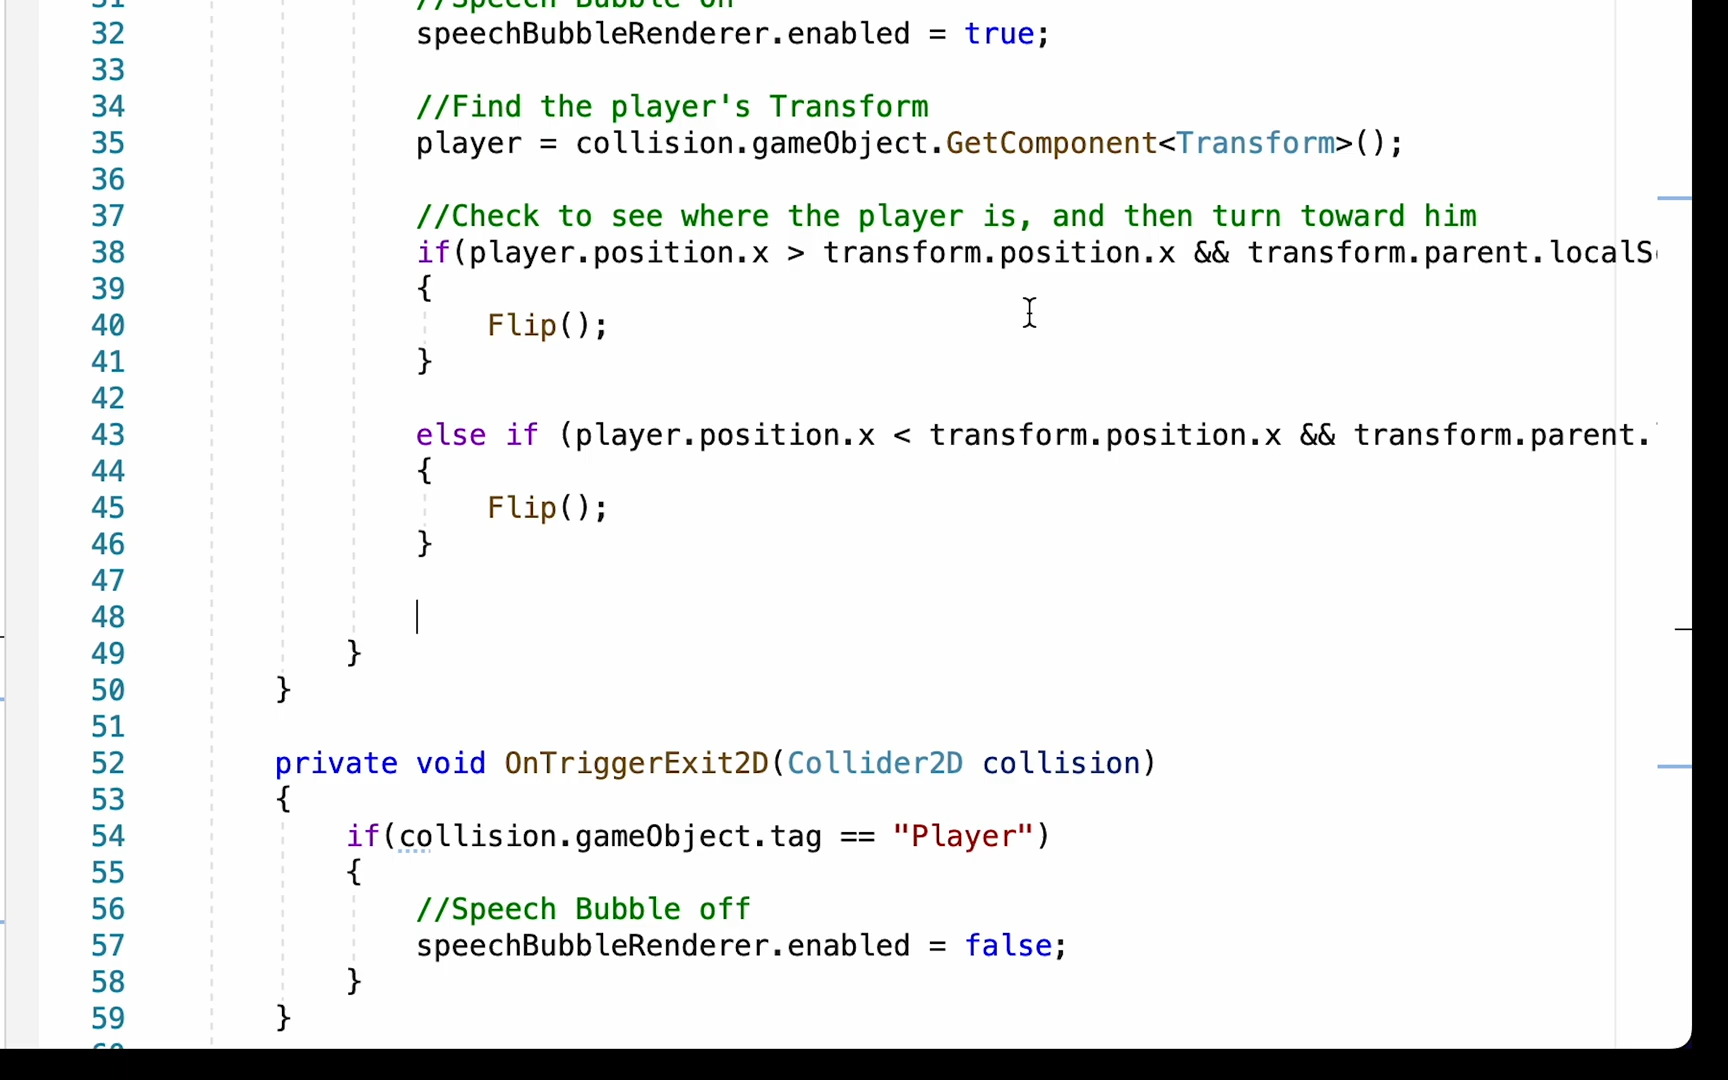 31 //Speech Bubble on
32 speechBubbleRenderer.enabled = true;
33
34 //Find the player's Transform
35 player = collision.gameObject.GetComponent<Transform>();
36
37 //Check to see where the player is, and then turn toward him
38 if(player.position.x > transform.position.x && transform.parent.localS
39 {
40 Flip();
41 }
42
43 else if (player.position.x < transform.position.x && transform.parent.
44 {
45 Flip();
46 }
47
48
49 }
50 }
51
52 private void OnTriggerExit2D(Collider2D collision)
53 {
54 if(collision.gameObject.tag == "Player")
55 {
56 //Speech Bubble off
57 speechBubbleRenderer.enabled = false;
58 }
59 }